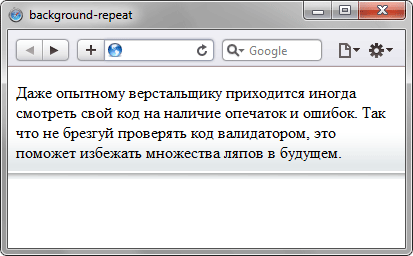 background-repeat
Google
Даже опытному верстальщику приходится иногда
смотреть свой код на наличие опечаток и ошибок. Так
что не брезгуй проверять код валидатором, это
поможет избежать множества ляпов в будущем.